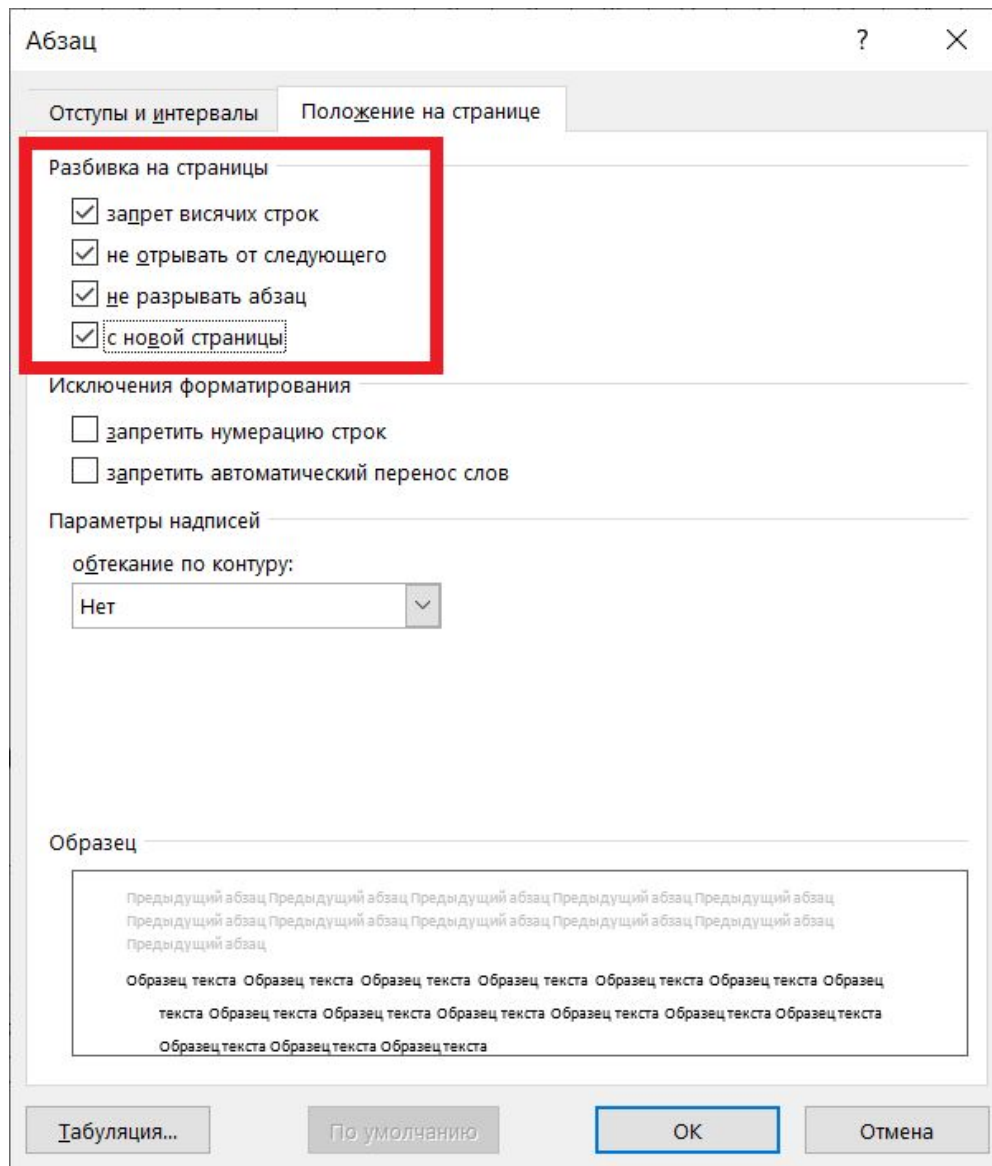 Абзац ?
Отступы и интервалы Положение на странице
Разбивка на страницы
запрет висячих строк
не отрывать от следующего
не разрывать абзац
с новой страницы
Исключения форматирования
запретить нумерацию строк
запретить автоматический перенос слов
Параметры надписей
обтекание по контуру:
Нет
Образец
Предыдущий абзац Предыдущий абзац Предыдущий абзац Предыдущий абзац Предыдущий абзац
Предыдущий абзац Предыдущий абзац Предыдущий абзац Предыдущий абзац Предыдущий абзац
Предыдущий абзац
Образец текста Образец текста Образец текста Образец текста Образец текста Образец текста Образец
текста Образец текста Образец текста Образец текста Образец текста Образец текста Образец текста
Образец текста Образец текста Образец текста
Табуляция... По умолчанию ОК Отмена